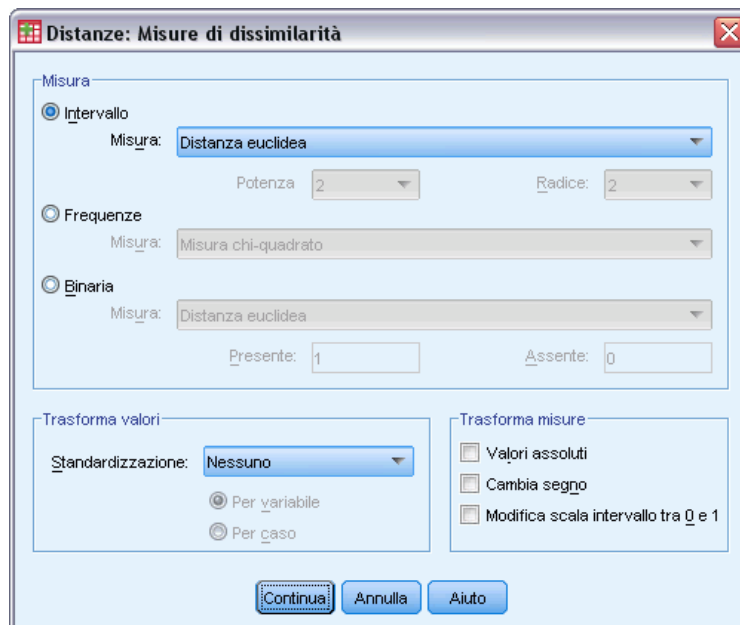 Distanze: Misure di dissimilarità
Misura
Intervallo
Misura: Distanza euclidea
Potenza 2 Radice: 2
Frequenze
Misura: Misura chi-quadrato
Binaria
Misura: Distanza euclidea
Presente: 1 Assente: 0
Trasforma valori
Standardizzazione: Nessuno
Per variabile
Per caso
Trasforma misure
Valori assoluti
Cambia segno
Modifica scala intervallo tra 0 e 1
Continua Annulla Aiuto